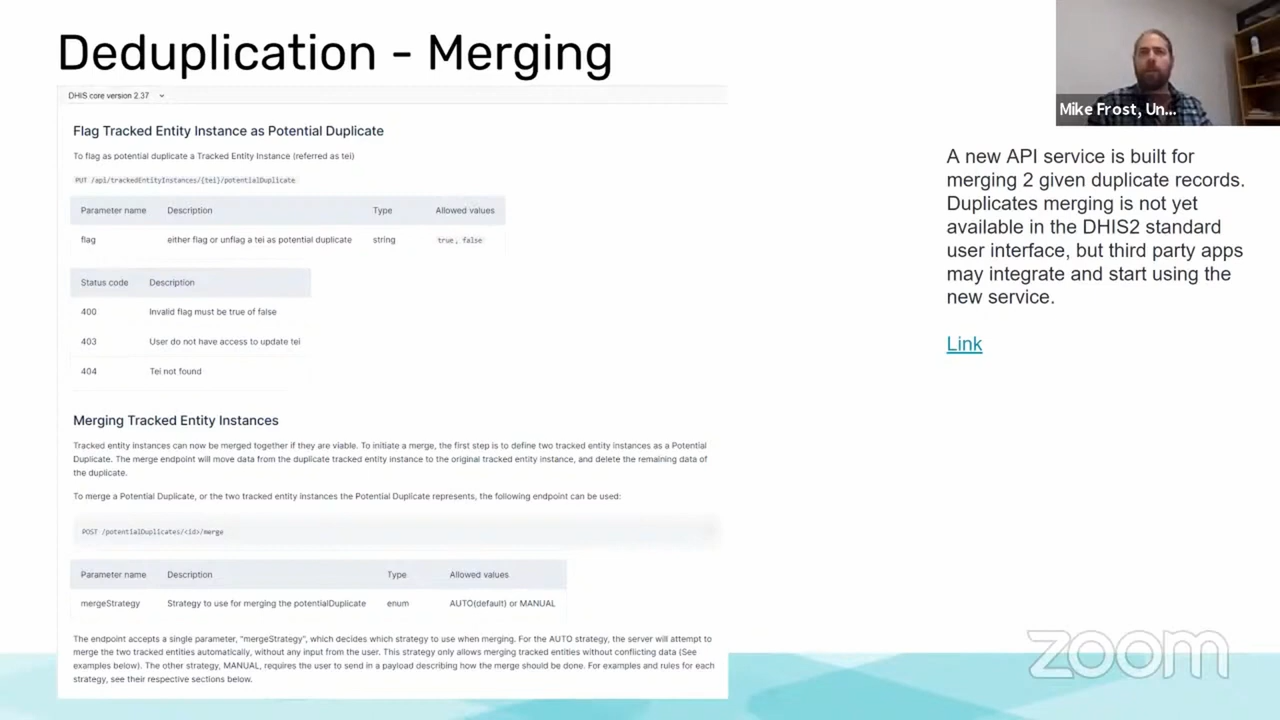 Deduplication - Merging
DHIS core version 2.37
Flag Tracked Entity Instance as Potential Duplicate
To flag as potential duplicate a Tracked Entity Instance (referred as tei)
PUT /api/trackedEntityInstances/{tei}/potentialDuplicate
Parameter name Description Type Allowed values
flag either flag or unflag a tei as potential duplicate string true, false
Status code Description
400 Invalid flag must be true of false
403 User do not have access to update tei
404 Tei not found
Merging Tracked Entity Instances
Tracked entity instances can now be merged together if they are viable. To initiate a merge, the first step is to define two tracked entity instances as a Potential
Duplicate. The merge endpoint will move data from the duplicate tracked entity instance to the original tracked entity instance, and delete the remaining data of
the duplicate.
To merge a Potential Duplicate, or the two tracked entity instances the Potential Duplicate represents, the following endpoint can be used:
POST /potentialDuplicates/<id>/merge
Parameter name Description Type Allowed values
mergeStrategy Strategy to use for merging the potentialDuplicate enum AUTO(default) or MANUAL
The endpoint accepts a single parameter, "mergeStrategy", which decides which strategy to use when merging. For the AUTO strategy, the server will attempt to
merge the two tracked entities automatically, without any input from the user. This strategy only allows merging tracked entities without conflicting data (See
examples below). The other strategy, MANUAL, requires the user to send in a payload describing how the merge should be done. For examples and rules for each
strategy, see their respective sections below.
Mike Frost, Un...
A new API service is built for
merging 2 given duplicate records.
Duplicates merging is not yet
available in the DHIS2 standard
user interface, but third party apps
may integrate and start using the
new service.
Link
zoom